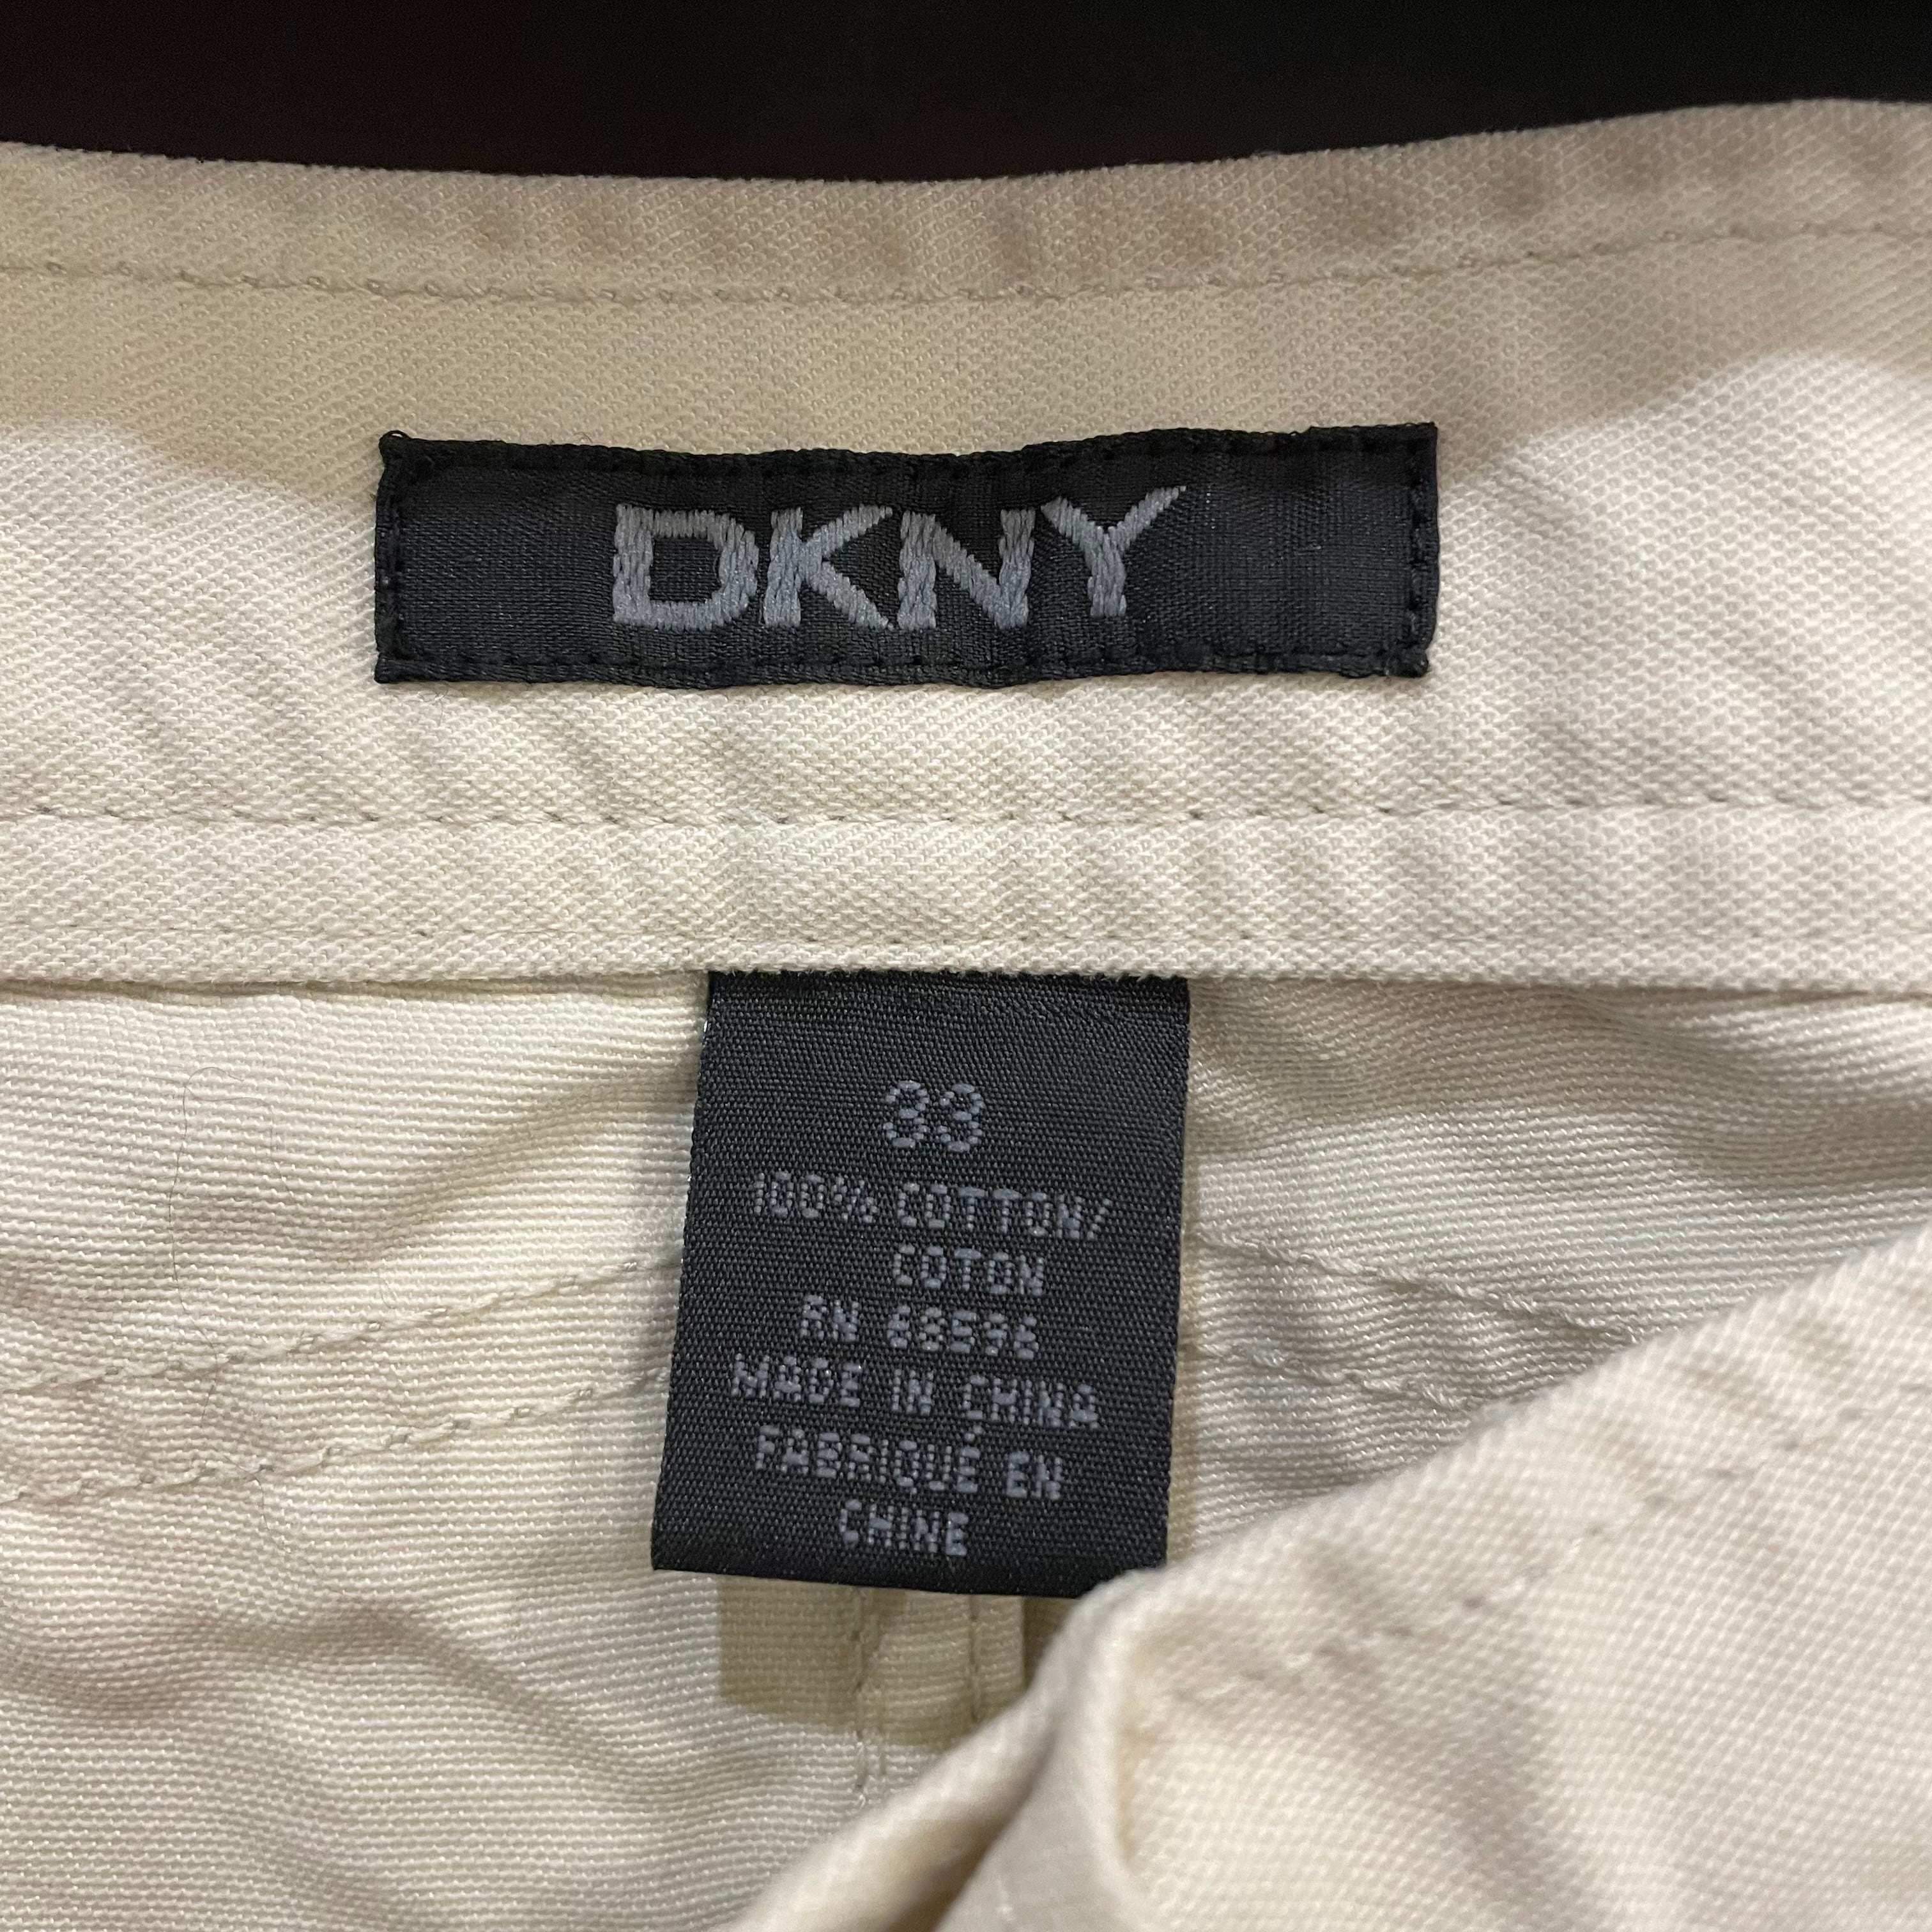 DKNY
33
100% COTTON/
COTON
RN 68596
MADE IN CHINA
FABRIQUÉ EN
CHINE